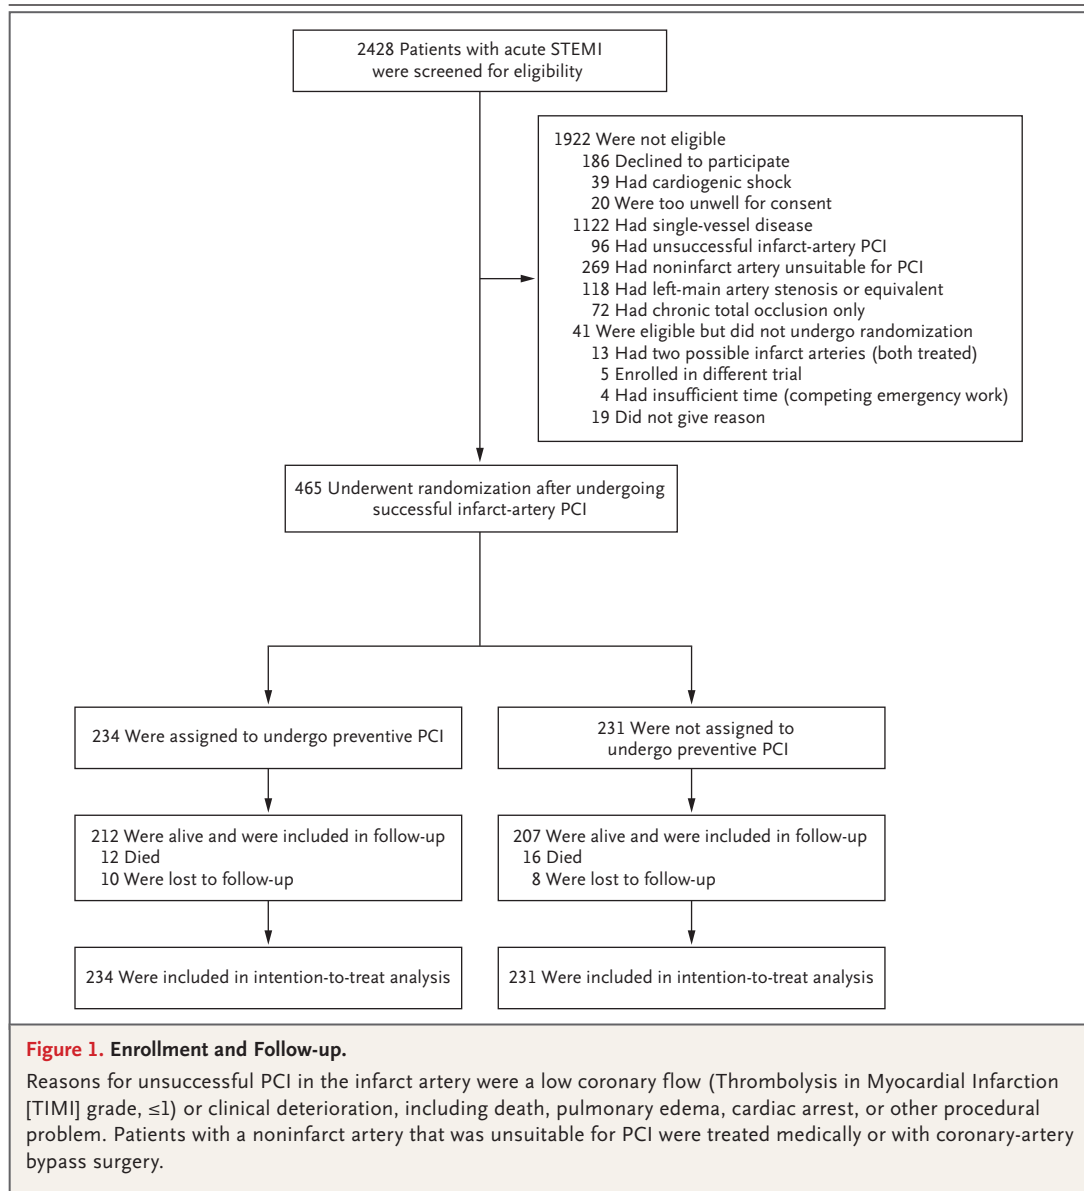 2428 Patients with acute STEMI
were screened for eligibility
1922 Were not eligible
186 Declined to participate
39 Had cardiogenic shock
20 Were too unwell for consent
1122 Had single-vessel disease
96 Had unsuccessful infarct-artery PCI
269 Had noninfarct artery unsuitable for PCI
118 Had left-main artery stenosis or equivalent
72 Had chronic total occlusion only
41 Were eligible but did not undergo randomization
13 Had two possible infarct arteries (both treated)
5 Enrolled in different trial
4 Had insufficient time (competing emergency work)
19 Did not give reason
465 Underwent randomization after undergoing
successful infarct-artery PCI
234 Were assigned to undergo preventive PCI
231 Were not assigned to
undergo preventive PCI
212 Were alive and were included in follow-up
12 Died
10 Were lost to follow-up
207 Were alive and were included in follow-up
16 Died
8 Were lost to follow-up
234 Were included in intention-to-treat analysis
231 Were included in intention-to-treat analysis
Figure 1. Enrollment and Follow-up.
Reasons for unsuccessful PCI in the infarct artery were a low coronary flow (Thrombolysis in Myocardial Infarction
[TIMI] grade, ≤1) or clinical deterioration, including death, pulmonary edema, cardiac arrest, or other procedural
problem. Patients with a noninfarct artery that was unsuitable for PCI were treated medically or with coronary-artery
bypass surgery.